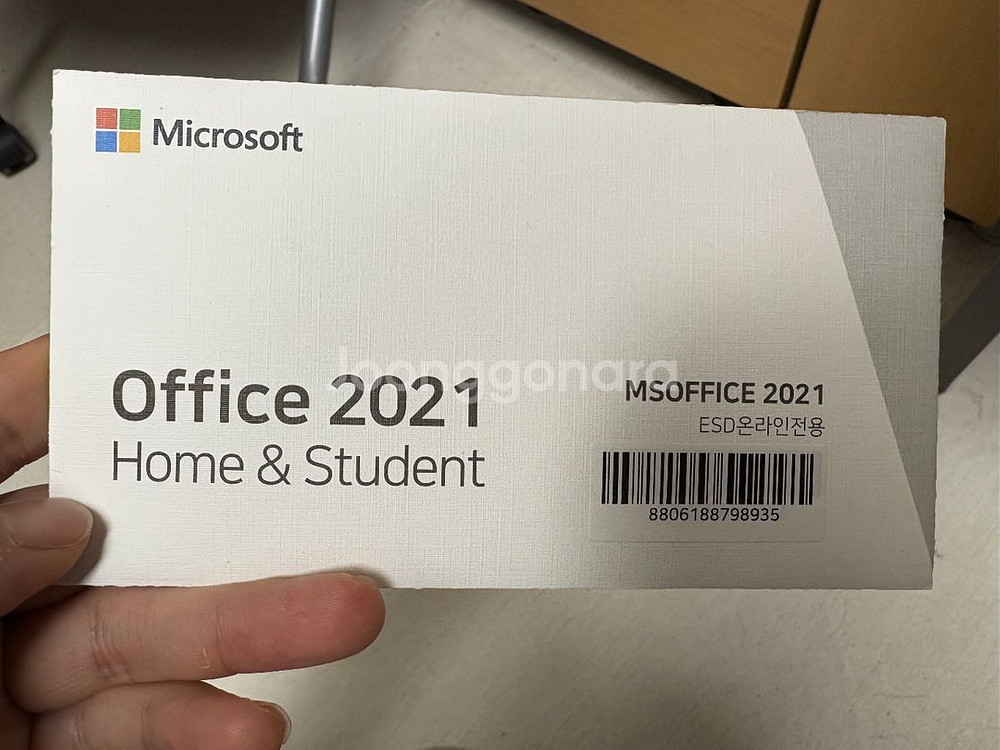 Microsoft
joonggonara
Office 2021
Home & Student
MSOFFICE 2021
ESD온라인전용
8806188798935